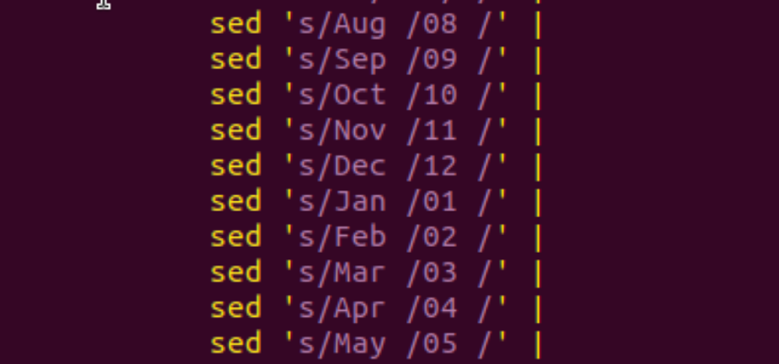 sed 's/Aug /08 /' |
sed 's/Sep /09 /' |
sed 's/Oct /10 /' |
sed 's/Nov /11 /' |
sed 's/Dec /12 /' |
sed 's/Jan /01 /' |
sed 's/Feb /02 /' |
sed 's/Mar /03 /' |
sed 's/Apr /04 /' |
sed 's/May /05 /' |